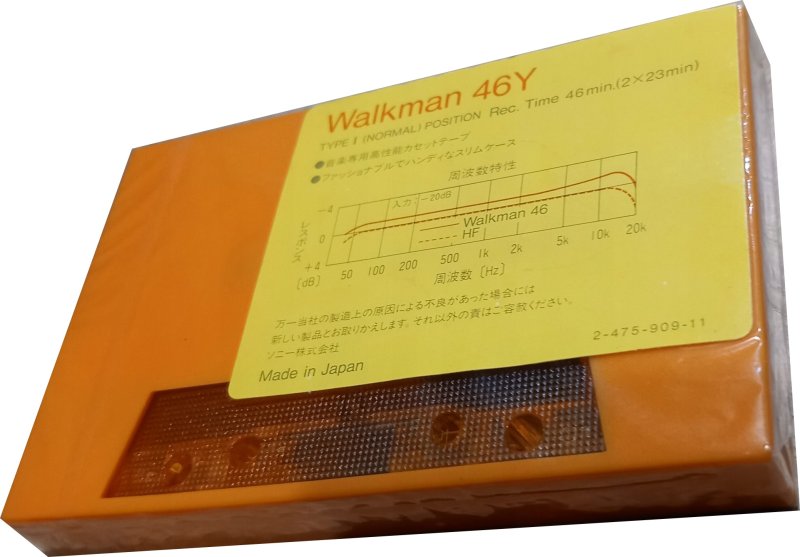 Walkman 46Y
TYPE I (NORMAL) POSITION Rec. Time 46min.(2×23min)
●音楽専用高性能カセットテープ
●ファッショナブルでハンディなスリムケース
周波数特性
入力: −20dB
−4
0
+4
[dB]
レスポンス
Walkman 46
HF
50 100 200 500 1k 2k 5k 10k 20k
周波数 [Hz]
万一当社の製造上の原因による不良があった場合には
新しい製品とお取りかえします。それ以外の責はご容赦ください。
ソニー株式会社
2-475-909-11
Made in Japan